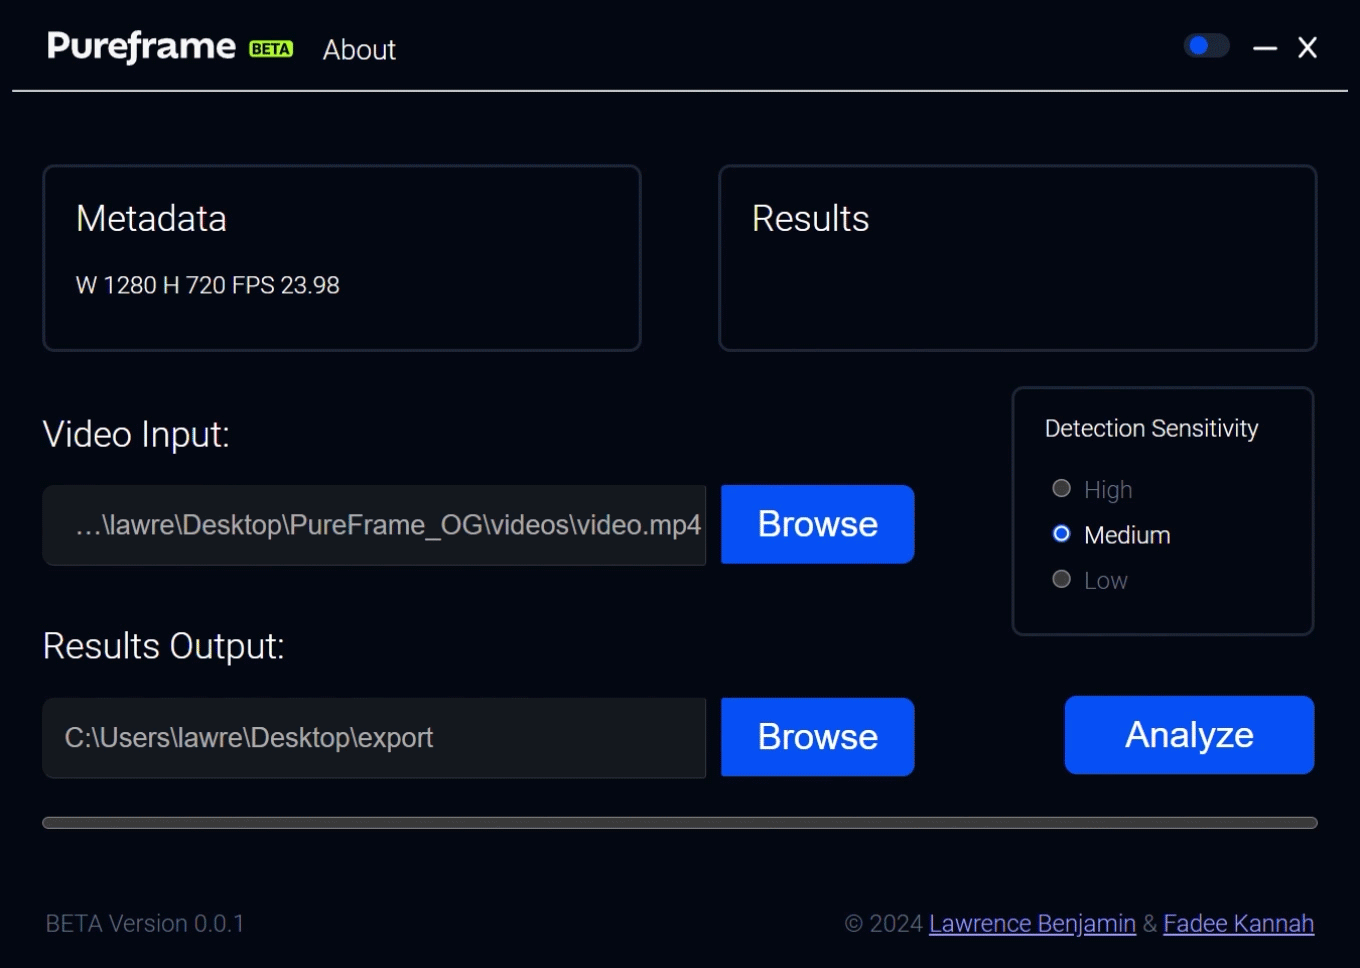 Pureframe BETA About
Metadata
W 1280 H 720 FPS 23.98
Results
Video Input:
...\lawre\Desktop\PureFrame_OG\videos\video.mp4
Browse
Detection Sensitivity
High
Medium
Low
Results Output:
C:\Users\lawre\Desktop\export
Browse
Analyze
BETA Version 0.0.1
© 2024 Lawrence Benjamin & Fadee Kannah